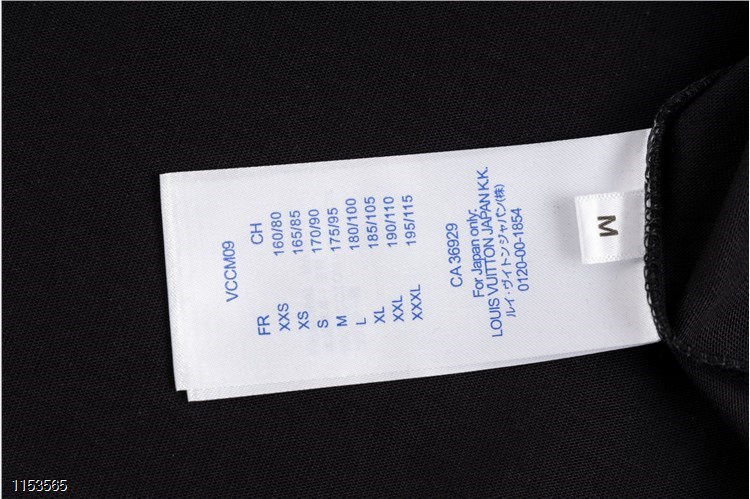 VCCM09
FR CH
XXS 160/80
XS 165/85
S 170/90
M 175/95
L 180/100
XL 185/105
XXL 190/110
XXXL 195/115
CA 36929
For Japan only:
LOUIS VUITTON JAPAN K.K.
ルイ・ヴィトンジャパン(株)
0120-00-1854
M
1153565